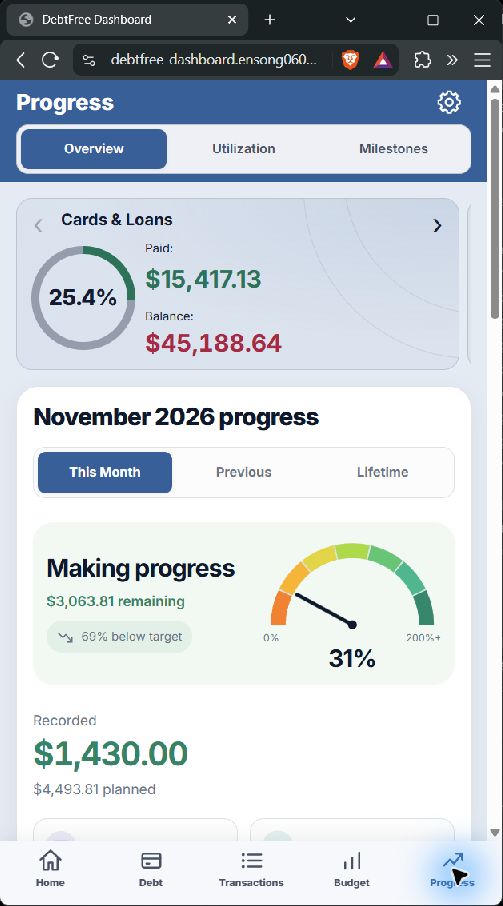 DebtFree Dashboard
debtfree-dashboard.ensong060...
Progress
Overview
Utilization
Milestones
Cards & Loans
25.4%
Paid:
$15,417.13
Balance:
$45,188.64
November 2026 progress
This Month
Previous
Lifetime
Making progress
$3,063.81 remaining
69% below target
0%
200%+
31%
Recorded
$1,430.00
$4,493.81 planned
Home
Debt
Transactions
Budget
Progress